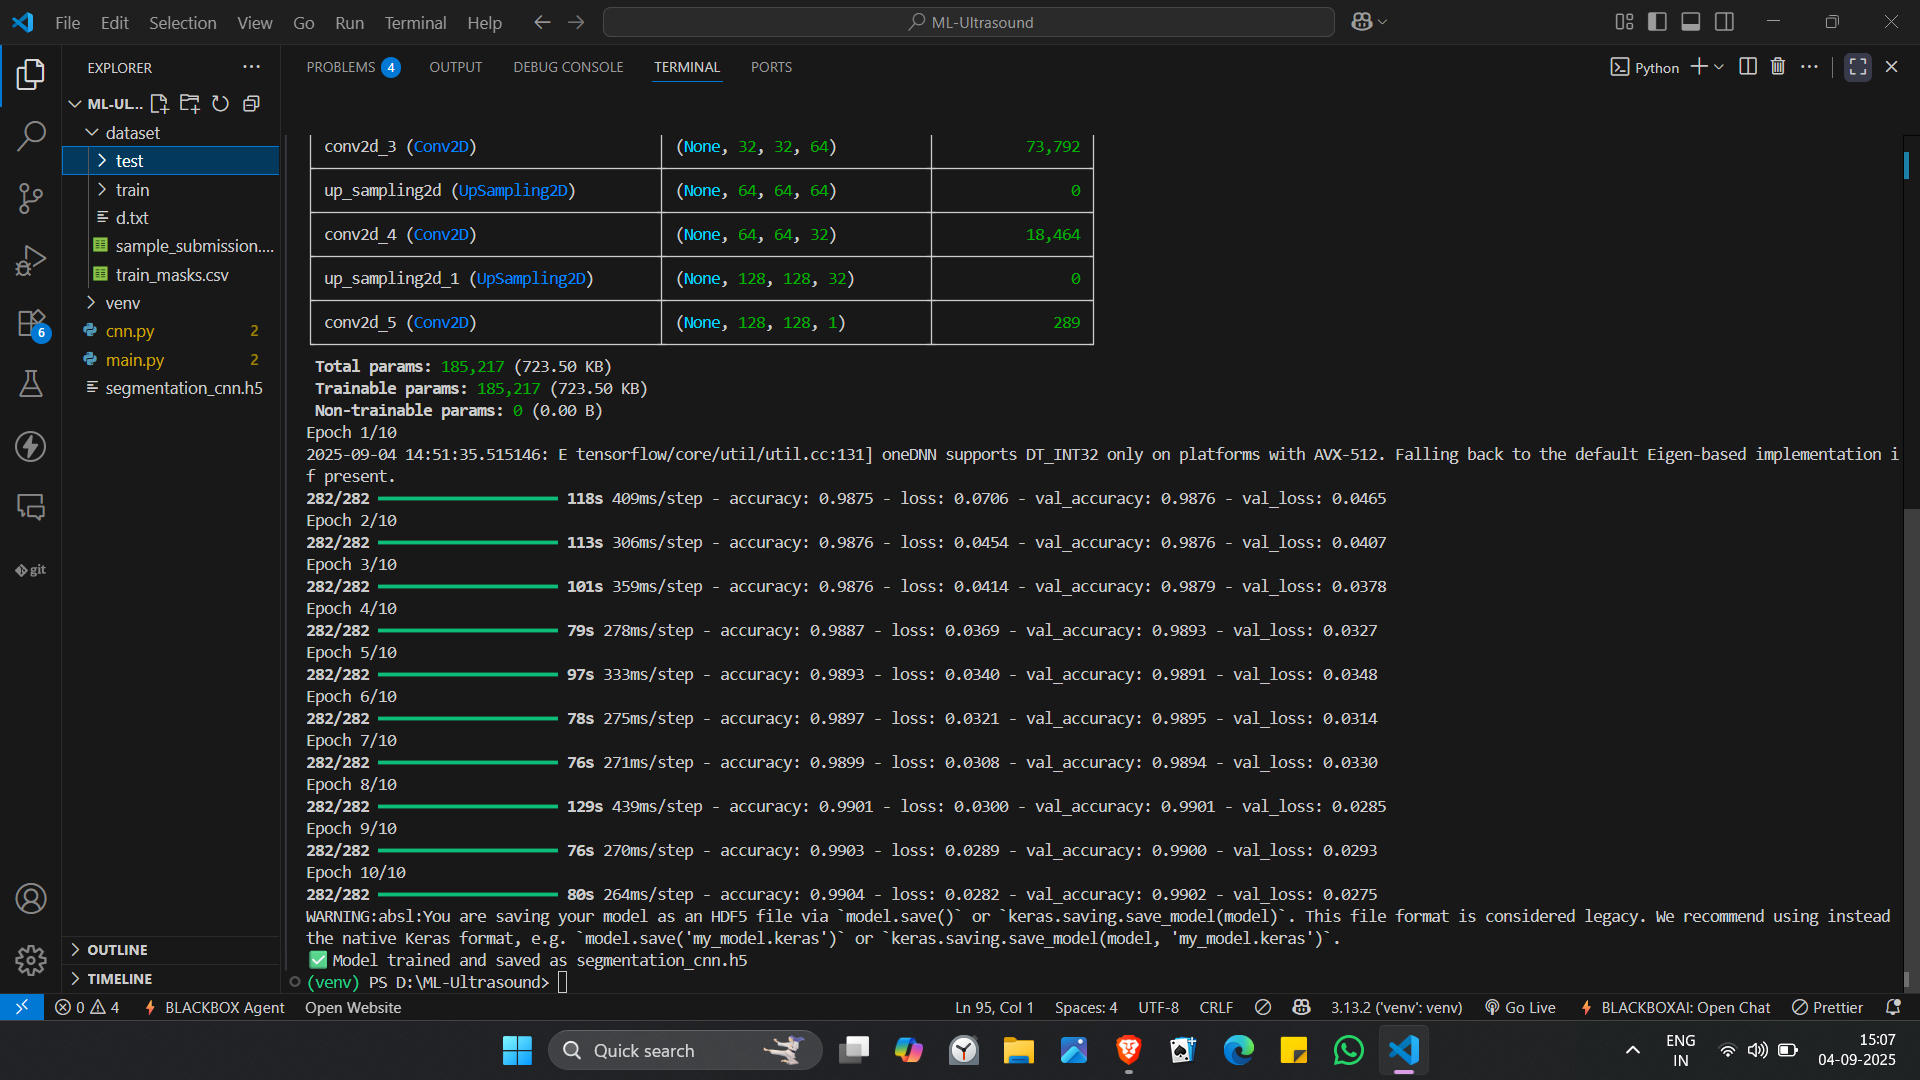 File Edit Selection View Go Run Terminal Help
ML-Ultrasound
EXPLORER
ML-UL...
dataset
test
train
d.txt
sample_submission....
train_masks.csv
venv
cnn.py 2
main.py 2
segmentation_cnn.h5
OUTLINE
TIMELINE
6
git
PROBLEMS 4 OUTPUT DEBUG CONSOLE TERMINAL PORTS
Python
conv2d_3 (Conv2D) (None, 32, 32, 64) 73,792
up_sampling2d (UpSampling2D) (None, 64, 64, 64) 0
conv2d_4 (Conv2D) (None, 64, 64, 32) 18,464
up_sampling2d_1 (UpSampling2D) (None, 128, 128, 32) 0
conv2d_5 (Conv2D) (None, 128, 128, 1) 289
Total params: 185,217 (723.50 KB)
Trainable params: 185,217 (723.50 KB)
Non-trainable params: 0 (0.00 B)
Epoch 1/10
2025-09-04 14:51:35.515146: E tensorflow/core/util/util.cc:131] oneDNN supports DT_INT32 only on platforms with AVX-512. Falling back to the default Eigen-based implementation i
f present.
282/282 118s 409ms/step - accuracy: 0.9875 - loss: 0.0706 - val_accuracy: 0.9876 - val_loss: 0.0465
Epoch 2/10
282/282 113s 306ms/step - accuracy: 0.9876 - loss: 0.0454 - val_accuracy: 0.9876 - val_loss: 0.0407
Epoch 3/10
282/282 101s 359ms/step - accuracy: 0.9876 - loss: 0.0414 - val_accuracy: 0.9879 - val_loss: 0.0378
Epoch 4/10
282/282 79s 278ms/step - accuracy: 0.9887 - loss: 0.0369 - val_accuracy: 0.9893 - val_loss: 0.0327
Epoch 5/10
282/282 97s 333ms/step - accuracy: 0.9893 - loss: 0.0340 - val_accuracy: 0.9891 - val_loss: 0.0348
Epoch 6/10
282/282 78s 275ms/step - accuracy: 0.9897 - loss: 0.0321 - val_accuracy: 0.9895 - val_loss: 0.0314
Epoch 7/10
282/282 76s 271ms/step - accuracy: 0.9899 - loss: 0.0308 - val_accuracy: 0.9894 - val_loss: 0.0330
Epoch 8/10
282/282 129s 439ms/step - accuracy: 0.9901 - loss: 0.0300 - val_accuracy: 0.9901 - val_loss: 0.0285
Epoch 9/10
282/282 76s 270ms/step - accuracy: 0.9903 - loss: 0.0289 - val_accuracy: 0.9900 - val_loss: 0.0293
Epoch 10/10
282/282 80s 264ms/step - accuracy: 0.9904 - loss: 0.0282 - val_accuracy: 0.9902 - val_loss: 0.0275
WARNING:absl:You are saving your model as an HDF5 file via `model.save()` or `keras.saving.save_model(model)`. This file format is considered legacy. We recommend using instead
the native Keras format, e.g. `model.save('my_model.keras')` or `keras.saving.save_model(model, 'my_model.keras')`.
✅ Model trained and saved as segmentation_cnn.h5
(venv) PS D:\ML-Ultrasound>
0 4 BLACKBOX Agent Open Website Ln 95, Col 1 Spaces: 4 UTF-8 CRLF 3.13.2 ('venv': venv) Go Live BLACKBOXAI: Open Chat Prettier
Quick search
ENG
IN
15:07
04-09-2025